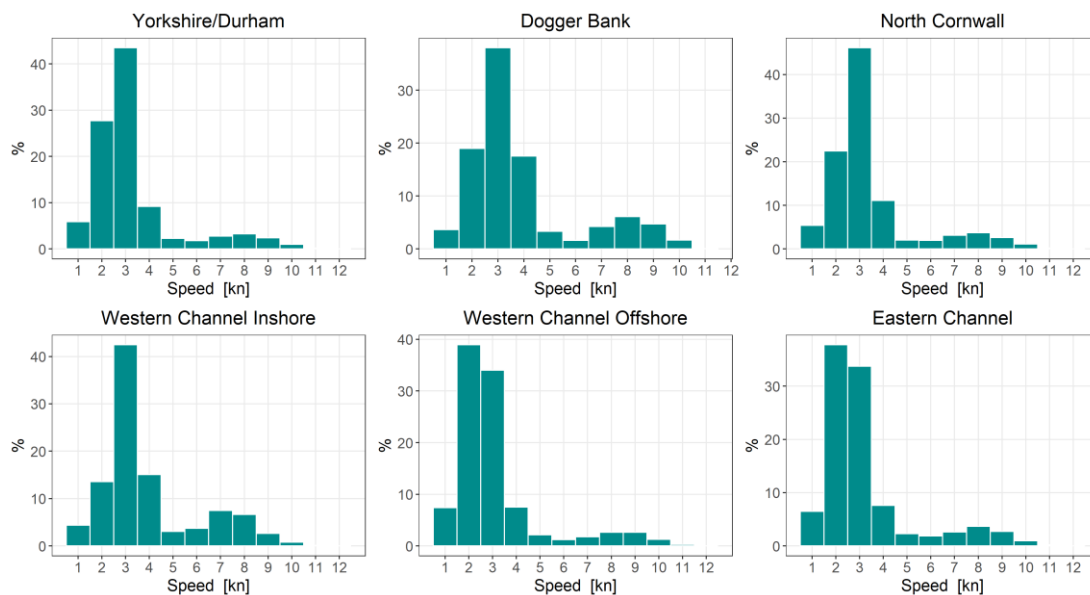 Yorkshire/Durham
%
40
30
20
10
0
1 2 3 4 5 6 7 8 9 10 11 12
Speed [kn]
Dogger Bank
%
30
20
10
0
1 2 3 4 5 6 7 8 9 10 11 12
Speed [kn]
North Cornwall
%
40
30
20
10
0
1 2 3 4 5 6 7 8 9 10 11 12
Speed [kn]
Western Channel Inshore
%
40
30
20
10
0
1 2 3 4 5 6 7 8 9 10 11 12
Speed [kn]
Western Channel Offshore
%
40
30
20
10
0
1 2 3 4 5 6 7 8 9 10 11 12
Speed [kn]
Eastern Channel
%
30
20
10
0
1 2 3 4 5 6 7 8 9 10 11 12
Speed [kn]